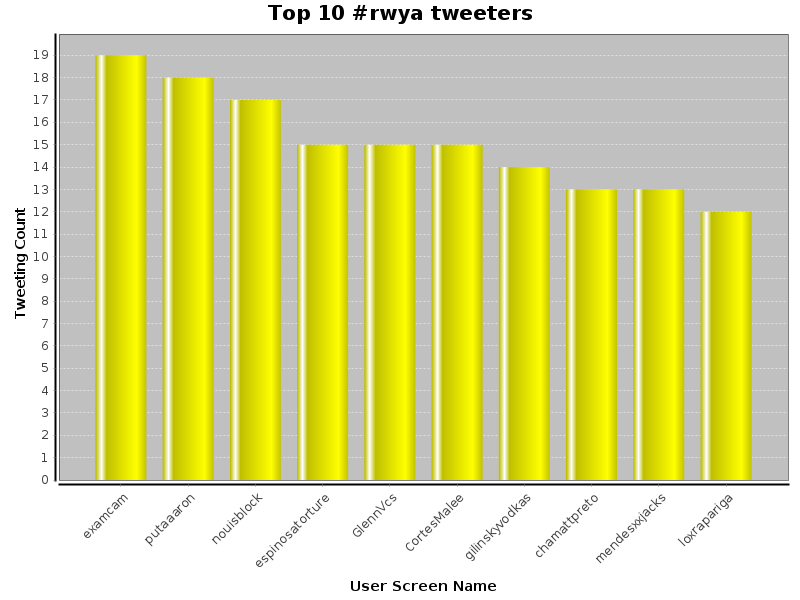 Top 10 #rwya tweeters
Tweeting Count
19
18
17
16
15
14
13
12
11
10
9
8
7
6
5
4
3
2
1
0
examcam
putaaaron
nouisblock
espinosatorture
GlennVcs
CortesMalee
gilinskyvodkas
chamattpreto
mendesxxjacks
loxrapariga
User Screen Name